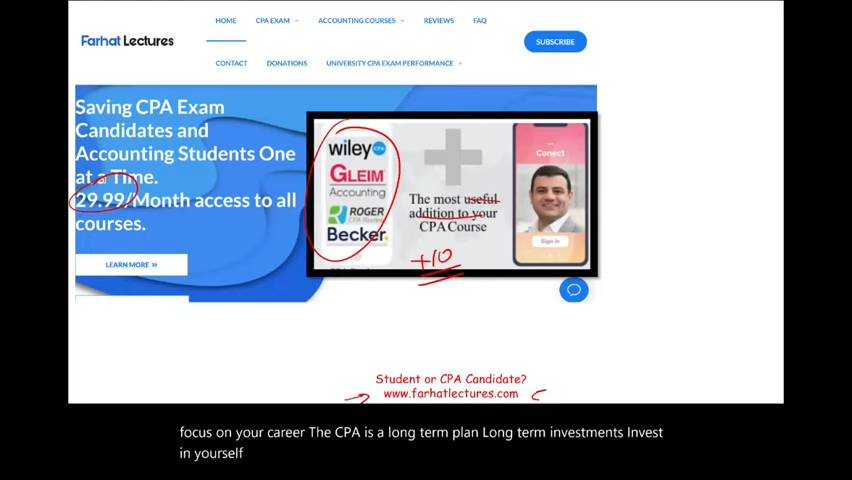 HOME CPA EXAM ACCOUNTING COURSES REVIEWS FAQ
Farhat Lectures
SUBSCRIBE
CONTACT DONATIONS UNIVERSITY CPA EXAM PERFORMANCE
Saving CPA Exam
Candidates and
Accounting Students One
at a Time.
29.99/Month access to all
courses.
LEARN MORE »
wiley CPA
GLEIM
Accounting
ROGER
CPA Review
Becker.
The most useful
addition to your
CPA Course
+10
Conect
Sign in
Student or CPA Candidate?
www.farhatlectures.com
focus on your career The CPA is a long term plan Long term investments Invest
in yourself